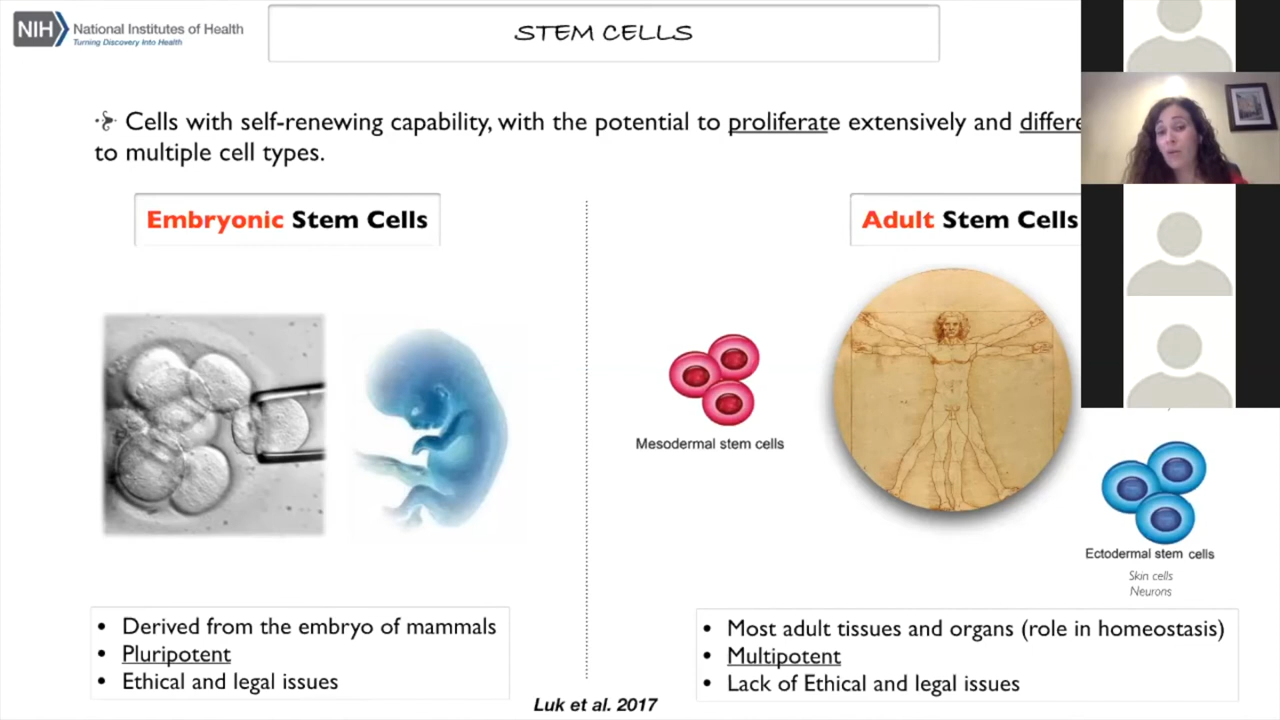 NIH National Institutes of Health
Turning Discovery Into Health
STEM CELLS
Cells with self-renewing capability, with the potential to proliferate extensively and differe
to multiple cell types.
Embryonic Stem Cells
Adult Stem Cells
Mesodermal stem cells
Ectodermal stem cells
Skin cells
Neurons
• Derived from the embryo of mammals
• Pluripotent
• Ethical and legal issues
• Most adult tissues and organs (role in homeostasis)
• Multipotent
• Lack of Ethical and legal issues
Luk et al. 2017